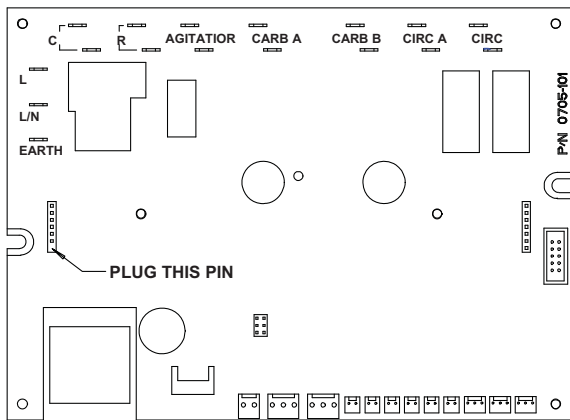 C R AGITATIOR CARB A CARB B CIRC A CIRC
L
L/N
EARTH
P/N 0705-101
PLUG THIS PIN